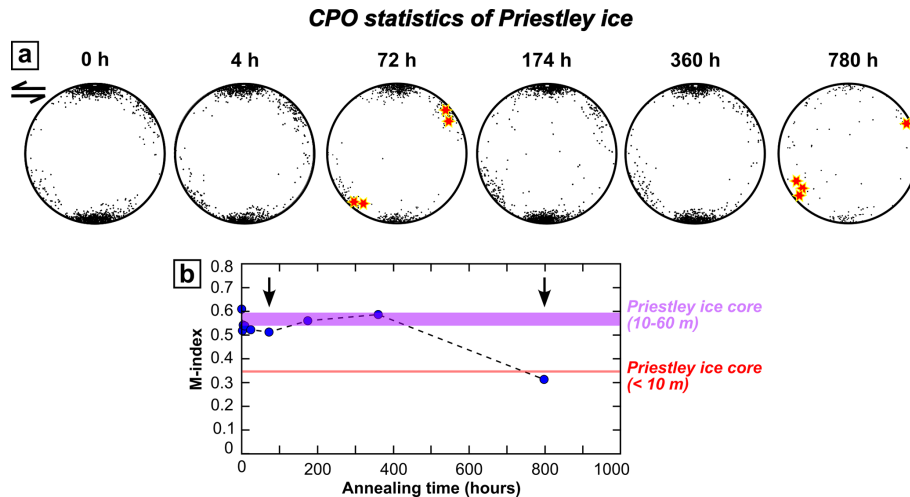 CPO statistics of Priestley ice
a
0 h 4 h 72 h 174 h 360 h 780 h
b
0.8
0.7
0.6
0.5
0.4
0.3
0.2
0.1
0
M-index
0 200 400 600 800 1000
Annealing time (hours)
Priestley ice core
(10-60 m)
Priestley ice core
(< 10 m)